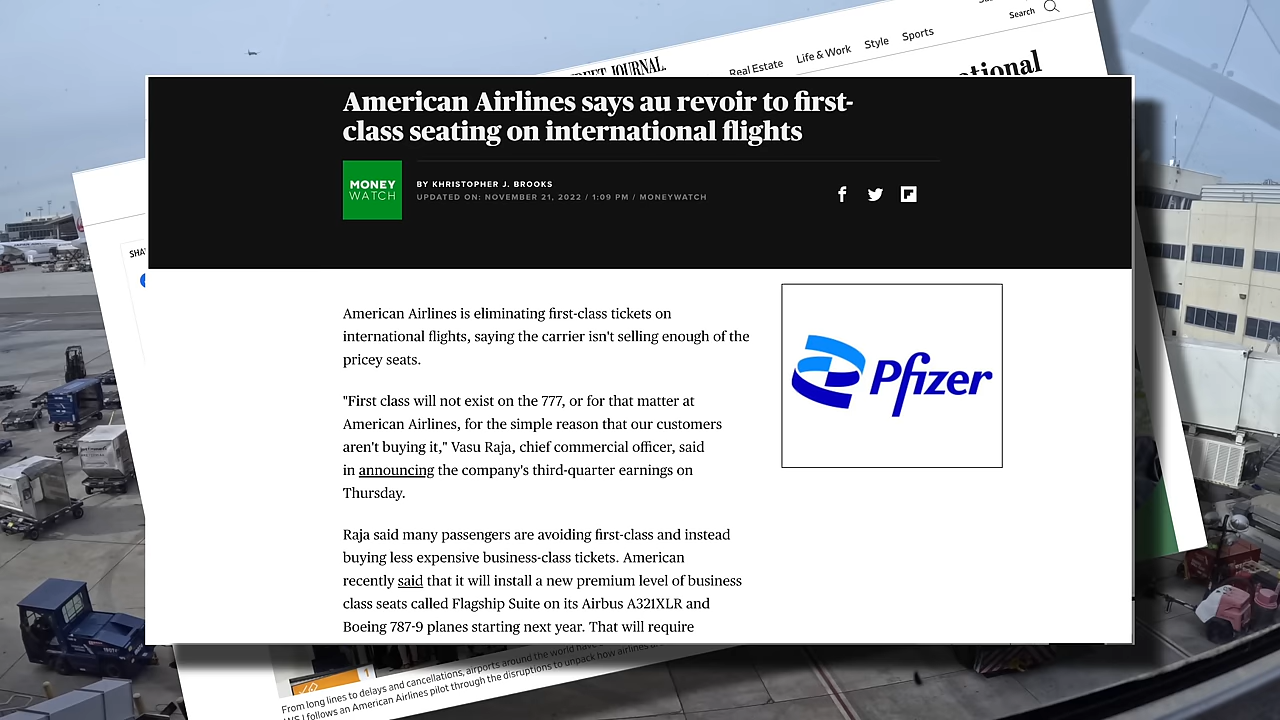 Search
Real Estate Life & Work Style Sports
JOURNAL.
American Airlines says au revoir to first-
class seating on international flights
MONEY
WATCH
BY KHRISTOPHER J. BROOKS
UPDATED ON: NOVEMBER 21, 2022 / 1:09 PM / MONEYWATCH
American Airlines is eliminating first-class tickets on
international flights, saying the carrier isn't selling enough of the
pricey seats.
"First class will not exist on the 777, or for that matter at
American Airlines, for the simple reason that our customers
aren't buying it," Vasu Raja, chief commercial officer, said
in announcing the company's third-quarter earnings on
Thursday.
Raja said many passengers are avoiding first-class and instead
buying less expensive business-class tickets. American
recently said that it will install a new premium level of business
class seats called Flagship Suite on its Airbus A321XLR and
Boeing 787-9 planes starting next year. That will require
Pfizer
From long lines to delays and cancellations, airports around the world have
WSJ follows an American Airlines pilot through the disruptions to unpack how airlines